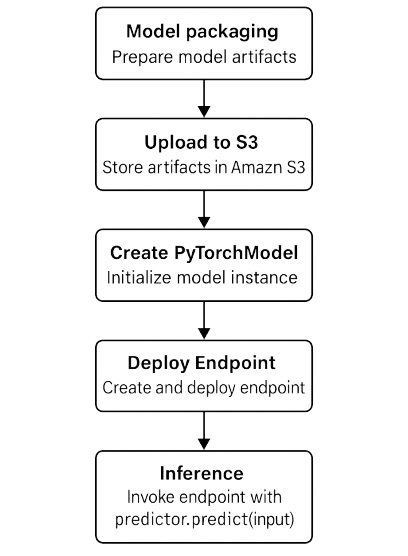 Model packaging
Prepare model artifacts
Upload to S3
Store artifacts in Amazn S3
Create PyTorchModel
Initialize model instance
Deploy Endpoint
Create and deploy endpoint
Inference
Invoke endpoint with
predictor.predict(input)